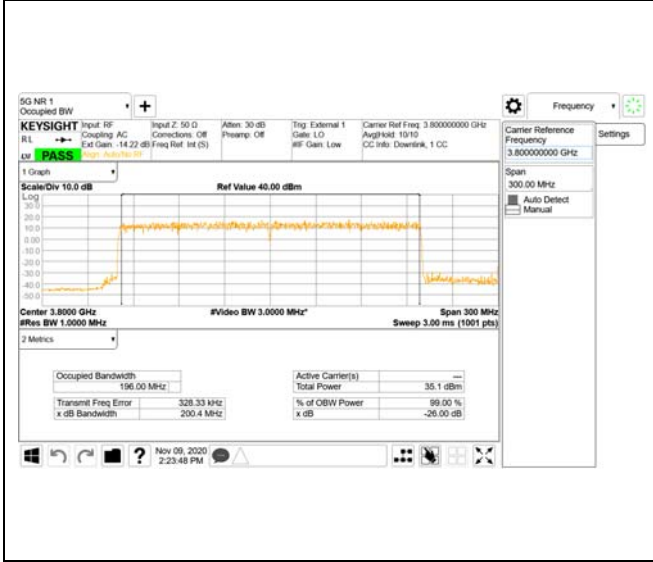 5G NR 1
Occupied BW
Frequency
KEYSIGHT
Input: RF
Input Z: 50 Ω
Atten: 30 dB
Trig: External 1
Carrier Ref Freq: 3.800000000 GHz
RL
Coupling: AC
Corrections: Off
Preamp: Off
Gate: LO
Avg|Hold: 10/10
Ext Gain: -14.22 dB
Freq Ref: Int (S)
#IF Gain: Low
CC Info: Downlink, 1 CC
PASS
Align: Auto/No RF
Carrier Reference
Frequency
3.800000000 GHz
Settings
Span
300.00 MHz
Auto Detect
Manual
1 Graph
Scale/Div 10.0 dB
Ref Value 40.00 dBm
Log
30.0
20.0
10.0
0.00
-10.0
-20.0
-30.0
-40.0
-50.0
Center 3.8000 GHz
#Video BW 3.0000 MHz*
Span 300 MHz
#Res BW 1.0000 MHz
Sweep 3.00 ms (1001 pts)
2 Metrics
Occupied Bandwidth
196.00 MHz
Active Carrier(s)
---
Total Power
35.1 dBm
Transmit Freq Error
328.33 kHz
% of OBW Power
99.00 %
x dB Bandwidth
200.4 MHz
x dB
-26.00 dB
?
Nov 09, 2020
2:23:48 PM